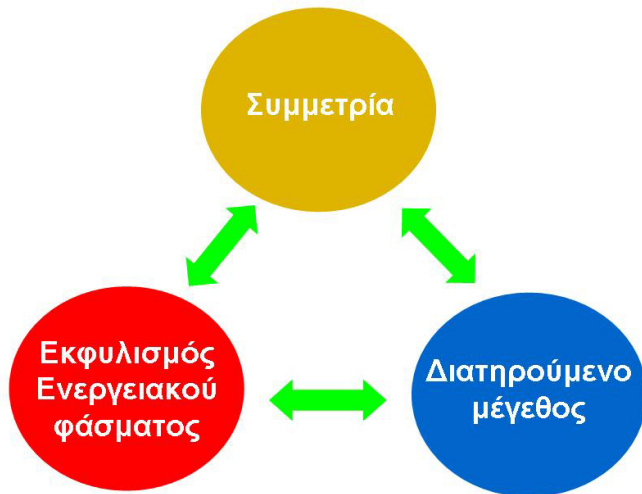 Συμμετρία
Εκφυλισμός
Ενεργειακού
φάσματος
Διατηρούμενο
μέγεθος